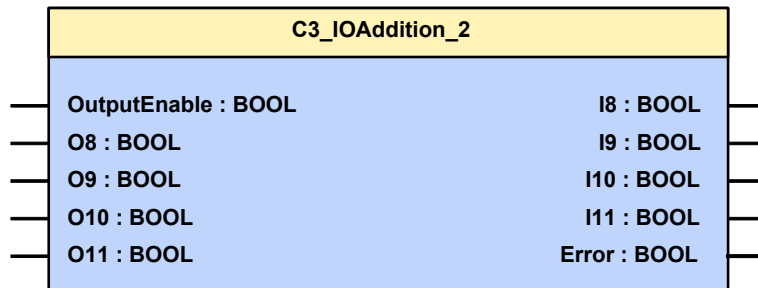 C3_IOAddition_2
OutputEnable : BOOL I8 : BOOL
O8 : BOOL I9 : BOOL
O9 : BOOL I10 : BOOL
O10 : BOOL I11 : BOOL
O11 : BOOL Error : BOOL